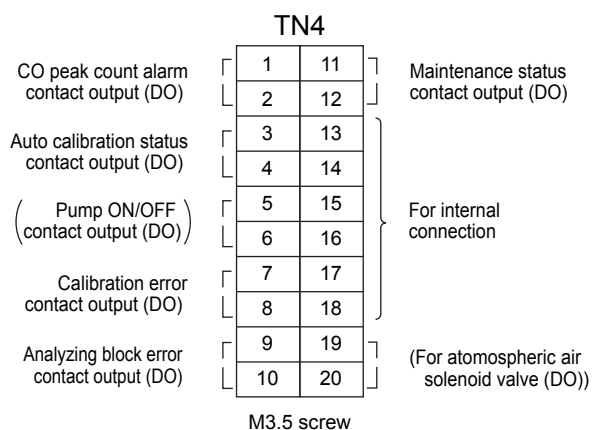 TN4
CO peak count alarm
contact output (DO)
1 11
2 12
Maintenance status
contact output (DO)
Auto calibration status
contact output (DO)
3 13
4 14
(Pump ON/OFF
contact output (DO))
5 15
6 16
For internal
connection
Calibration error
contact output (DO)
7 17
8 18
Analyzing block error
contact output (DO)
9 19
10 20
(For atomospheric air
solenoid valve (DO))
M3.5 screw